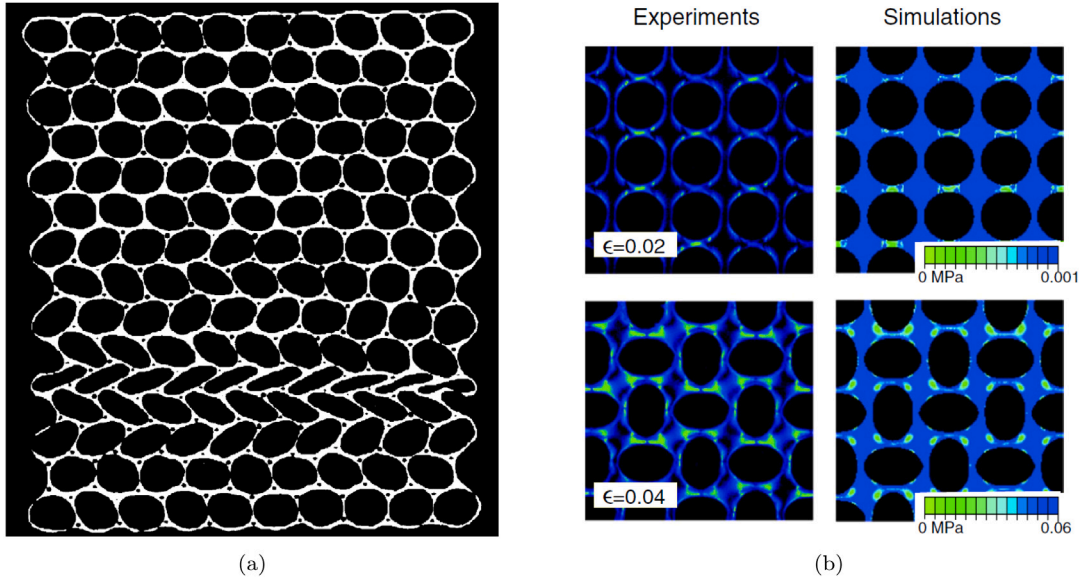 Experiments Simulations
ϵ=0.02
0 MPa 0.001
ϵ=0.04
0 MPa 0.06
(a) (b)